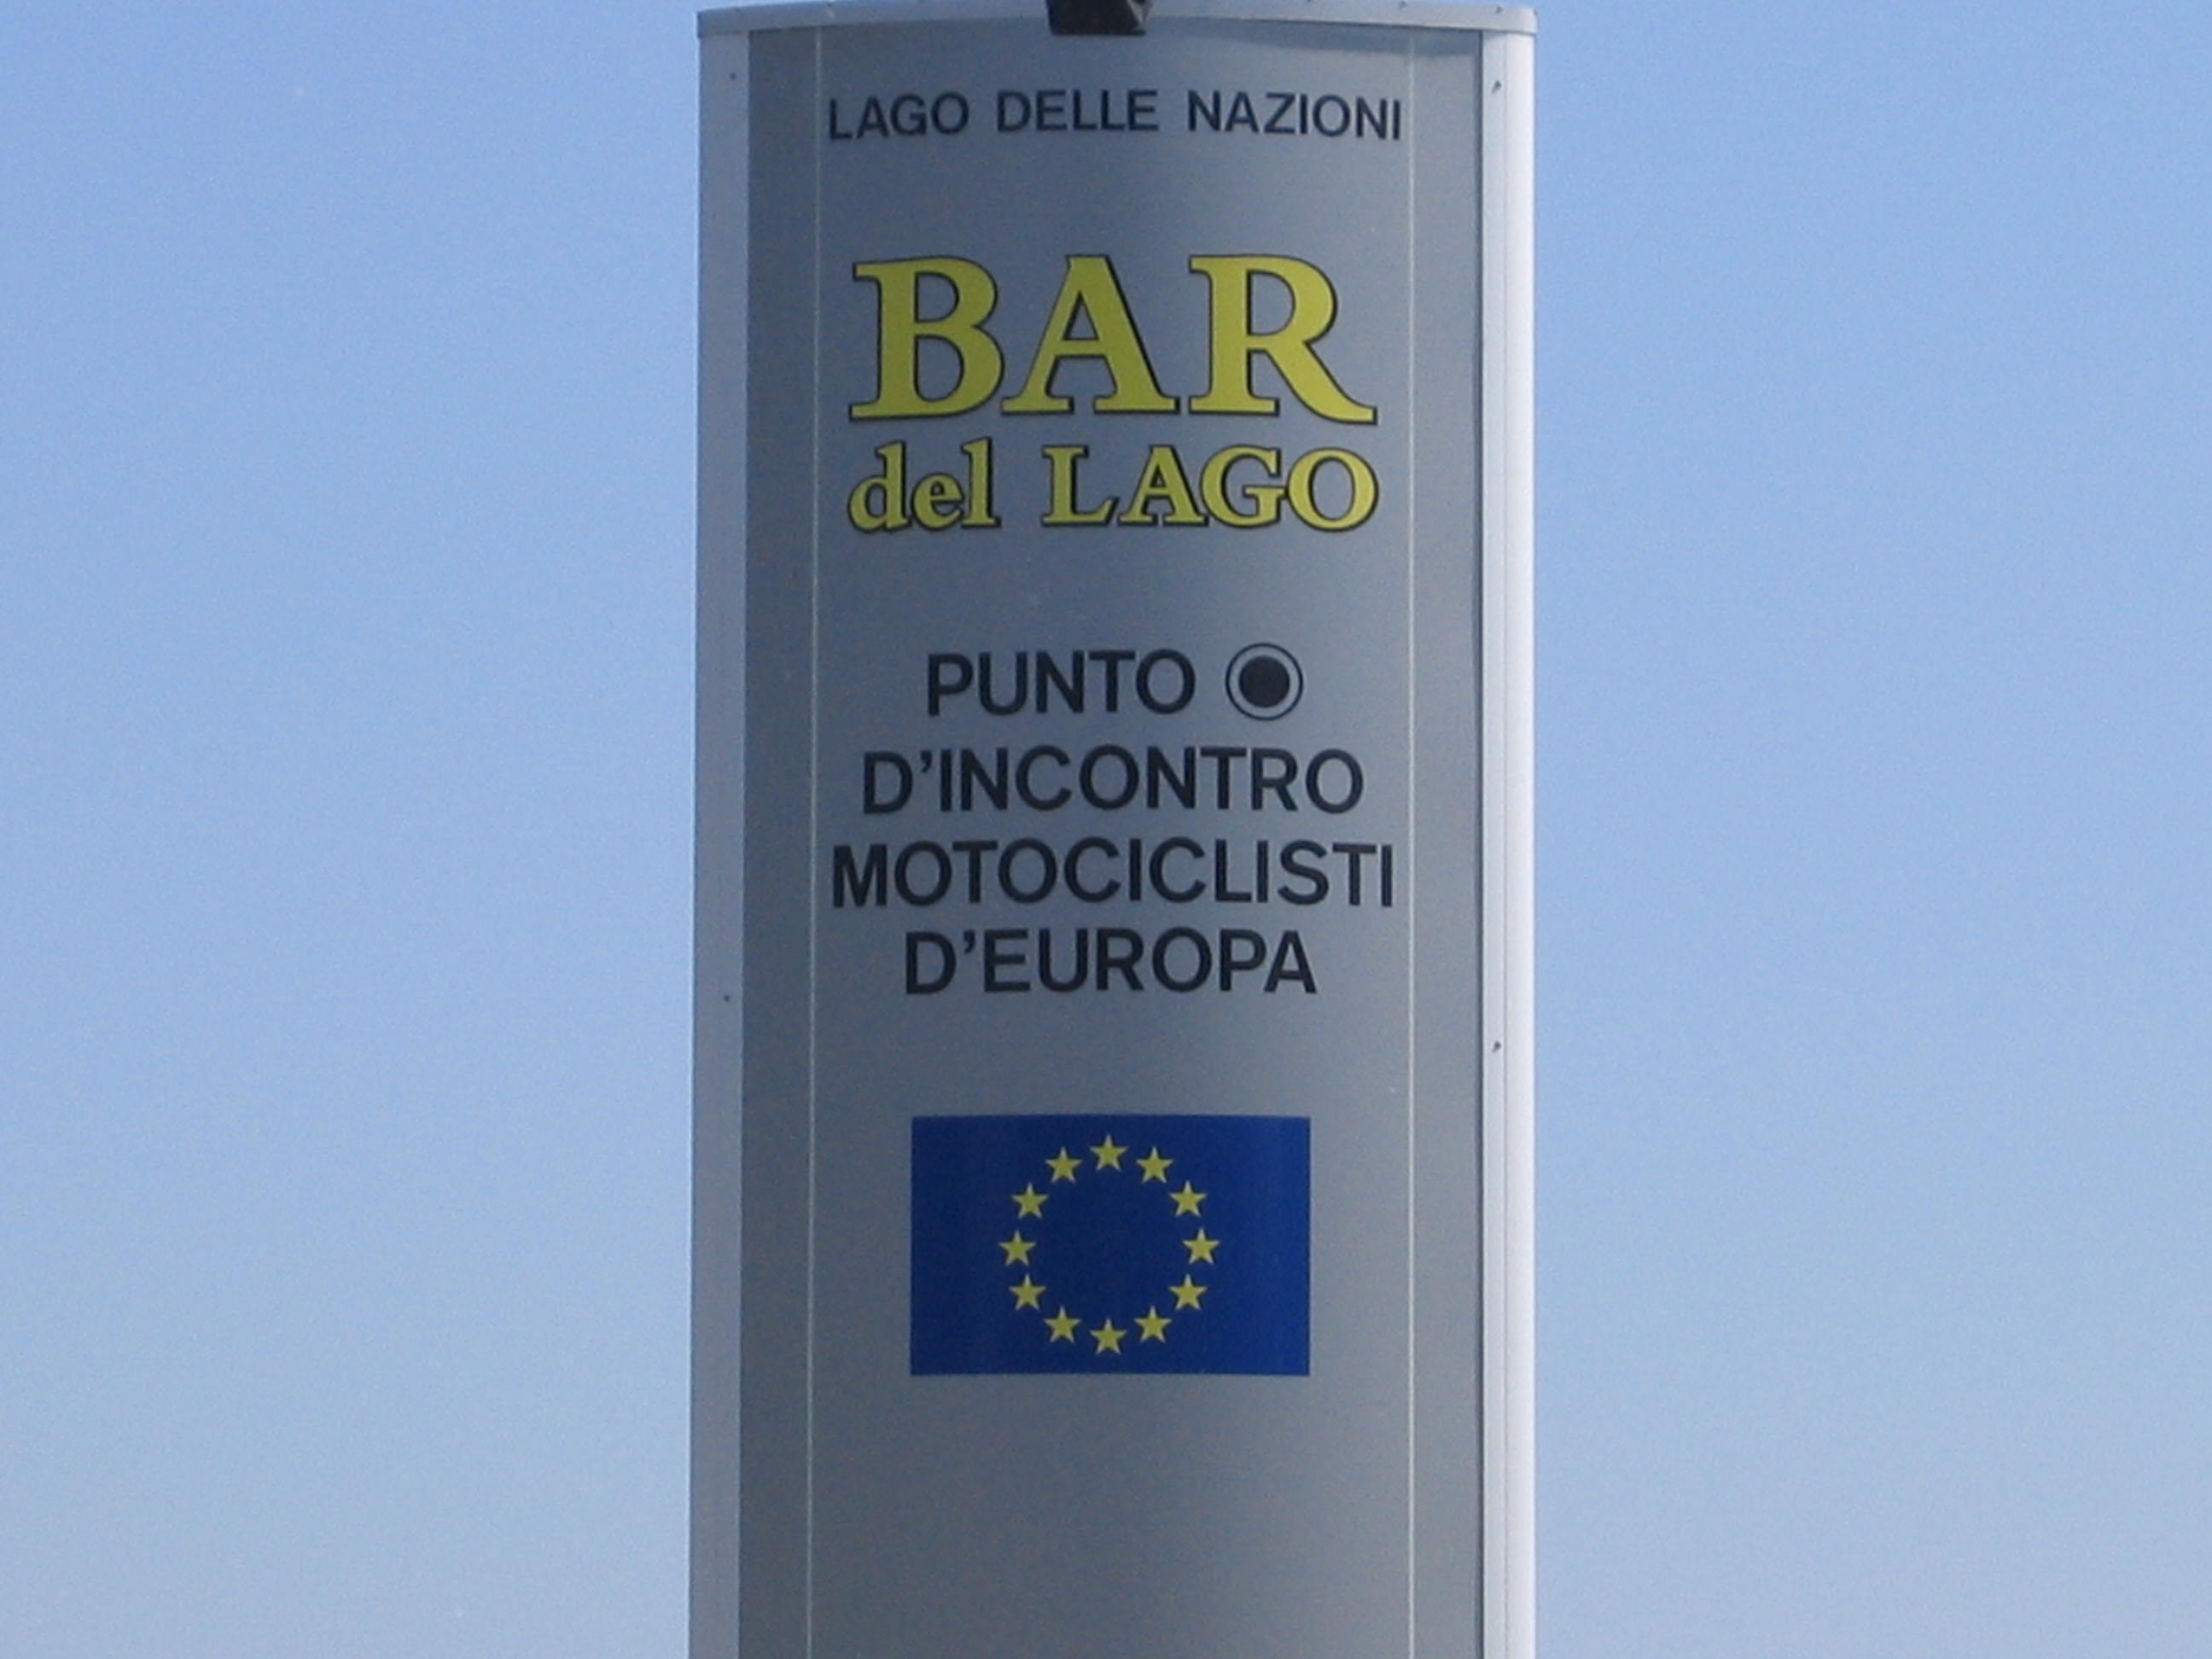 LAGO DELLE NAZIONI
BAR
del LAGO
PUNTO
D'INCONTRO
MOTOCICLISTI
D'EUROPA